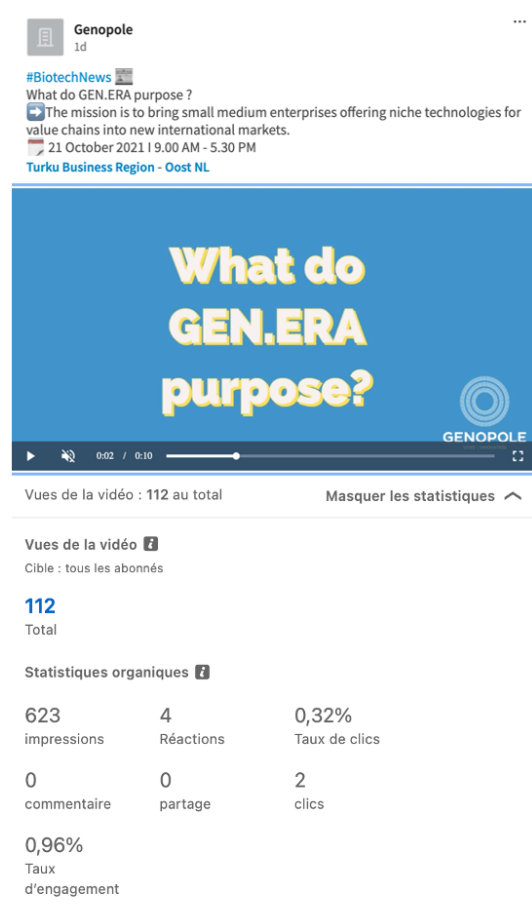 Genopole
1d
#BiotechNews
What do GEN.ERA purpose ?
The mission is to bring small medium enterprises offering niche technologies for
value chains into new international markets.
21 October 2021 I 9.00 AM - 5.30 PM
Turku Business Region - Oost NL
What do
GEN.ERA
purpose?
GENOPOLE
0:02 / 0:10
Vues de la vidéo : 112 au total
Masquer les statistiques
Vues de la vidéo
Cible : tous les abonnés
112
Total
Statistiques organiques
623 4 0,32%
impressions Réactions Taux de clics
0 0 2
commentaire partage clics
0,96%
Taux
d’engagement